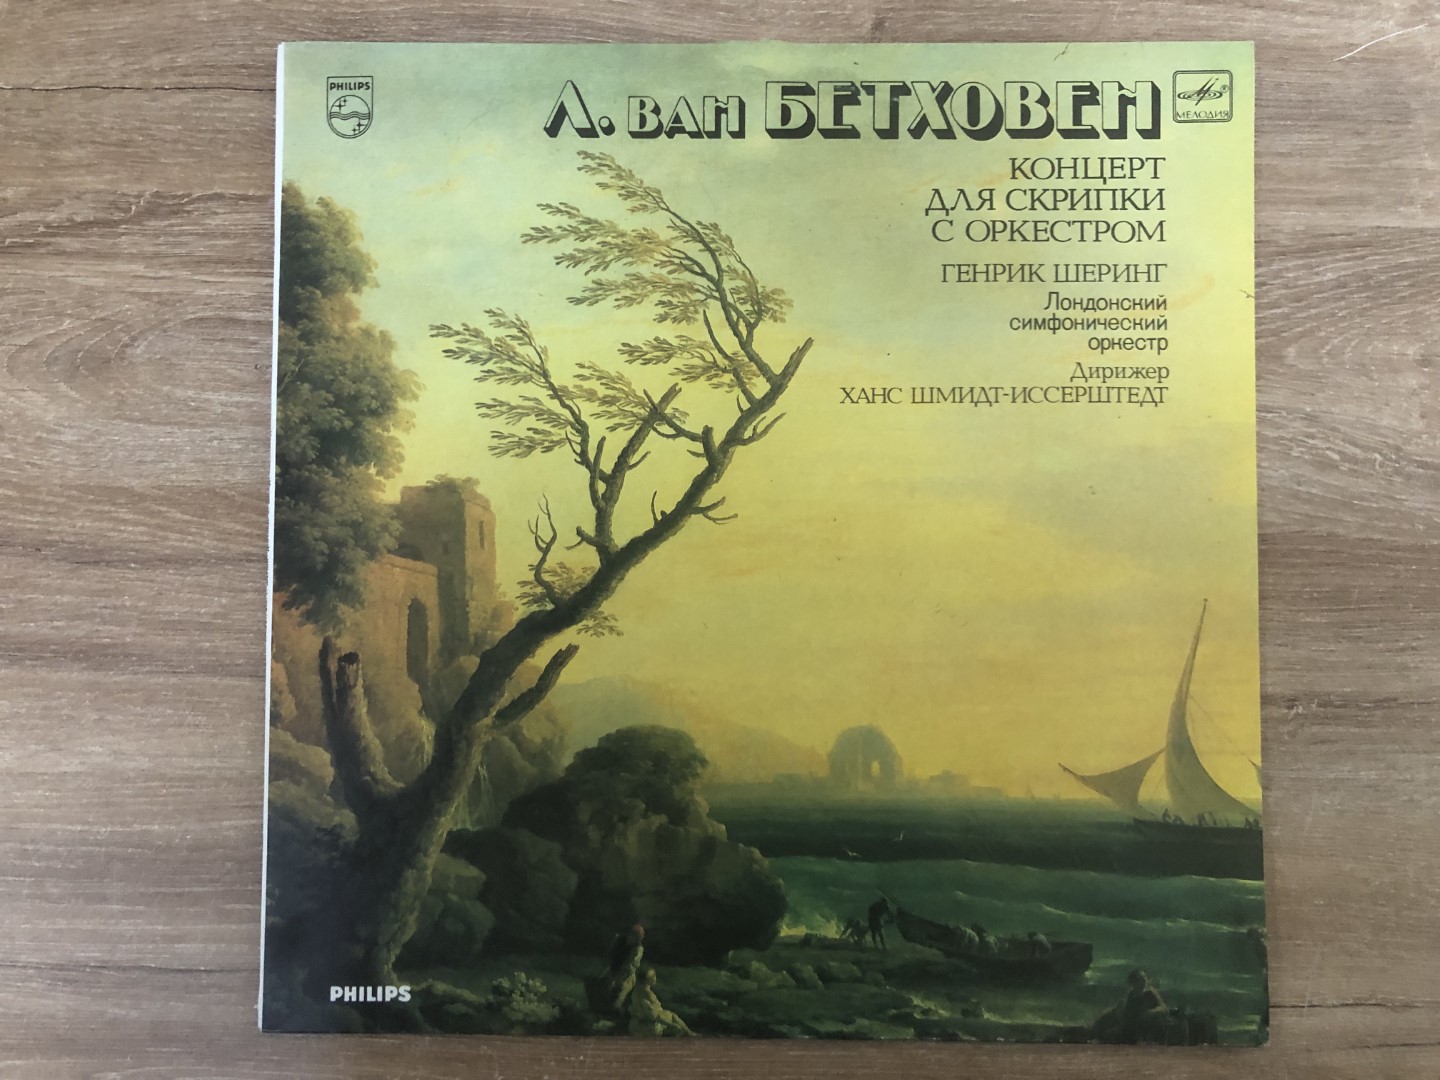 PHILIPS
Л. ВАН БЕТХОВЕН
МЕЛОДИЯ
КОНЦЕРТ
ДЛЯ СКРИПКИ
С ОРКЕСТРОМ
ГЕНРИК ШЕРИНГ
Лондонский
симфонический
оркестр
Дирижер
ХАНС ШМИДТ-ИССЕРШТЕДТ
PHILIPS